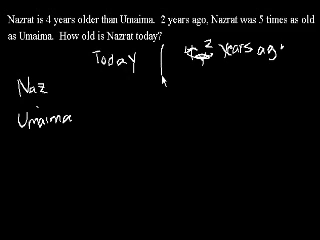 Nazrat is 4 years older than Umaima. 2 years ago, Nazrat was 5 times as old
as Umaima. How old is Nazrat today?
Today 2 years ago
Naz
Umaima